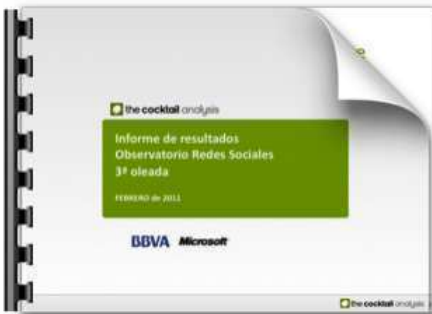 the cocktail analysis
Informe de resultados
Observatorio Redes Sociales
3ª oleada
FEBRERO de 2011
BBVA Microsoft
the cocktail analysis